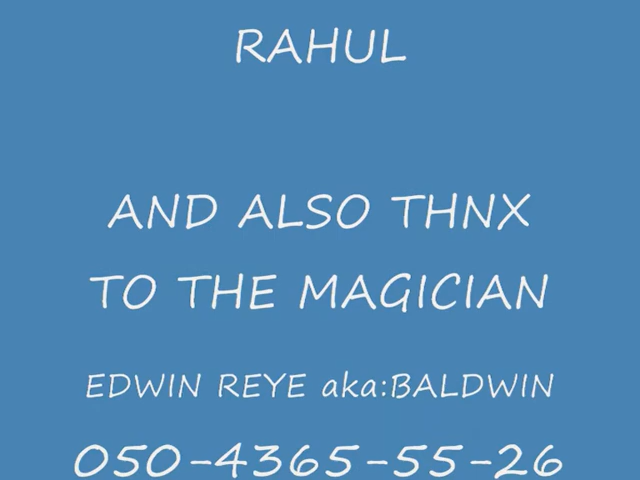 RAHUL
AND ALSO THNX
TO THE MAGICIAN
EDWIN REYE aka:BALDWIN
050-4365-55-26